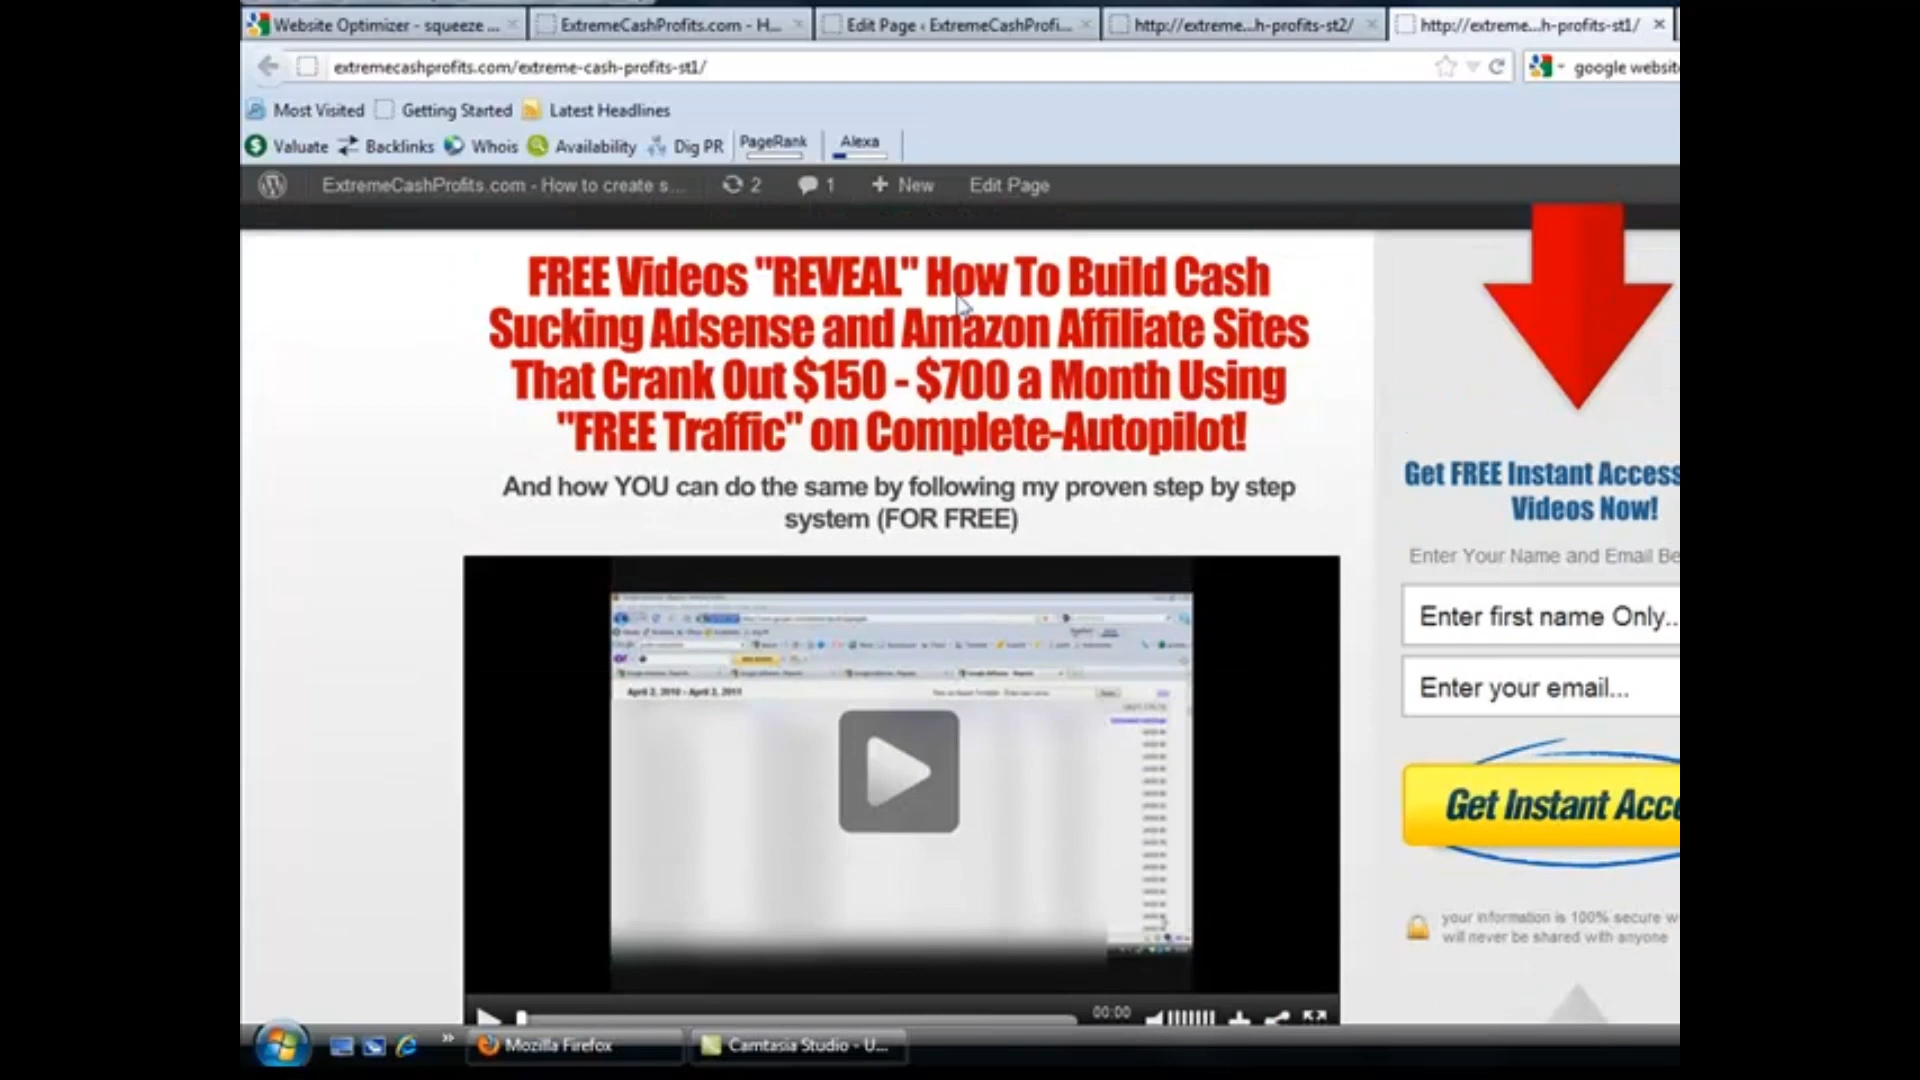 Website Optimizer - squeeze ...
ExtremeCashProfits.com - H...
Edit Page ‹ ExtremeCashProfi...
http://extreme...h-profits-st2/
http://extreme...h-profits-st1/
extremecashprofits.com/extreme-cash-profits-st1/
google websit
Most Visited
Getting Started
Latest Headlines
Valuate
Backlinks
Whois
Availability
Dig PR
PageRank
Alexa
ExtremeCashProfits.com - How to create s...
2
1
New
Edit Page
FREE Videos "REVEAL" How To Build Cash
Sucking Adsense and Amazon Affiliate Sites
That Crank Out $150 - $700 a Month Using
"FREE Traffic" on Complete-Autopilot!
And how YOU can do the same by following my proven step by step
system (FOR FREE)
April 2, 2010 - April 2, 2011
00:00
Get FREE Instant Access
Videos Now!
Enter Your Name and Email Be
Enter first name Only...
Enter your email...
Get Instant Acce
your information is 100% secure w
will never be shared with anyone
Mozilla Firefox
Camtasia Studio - U...